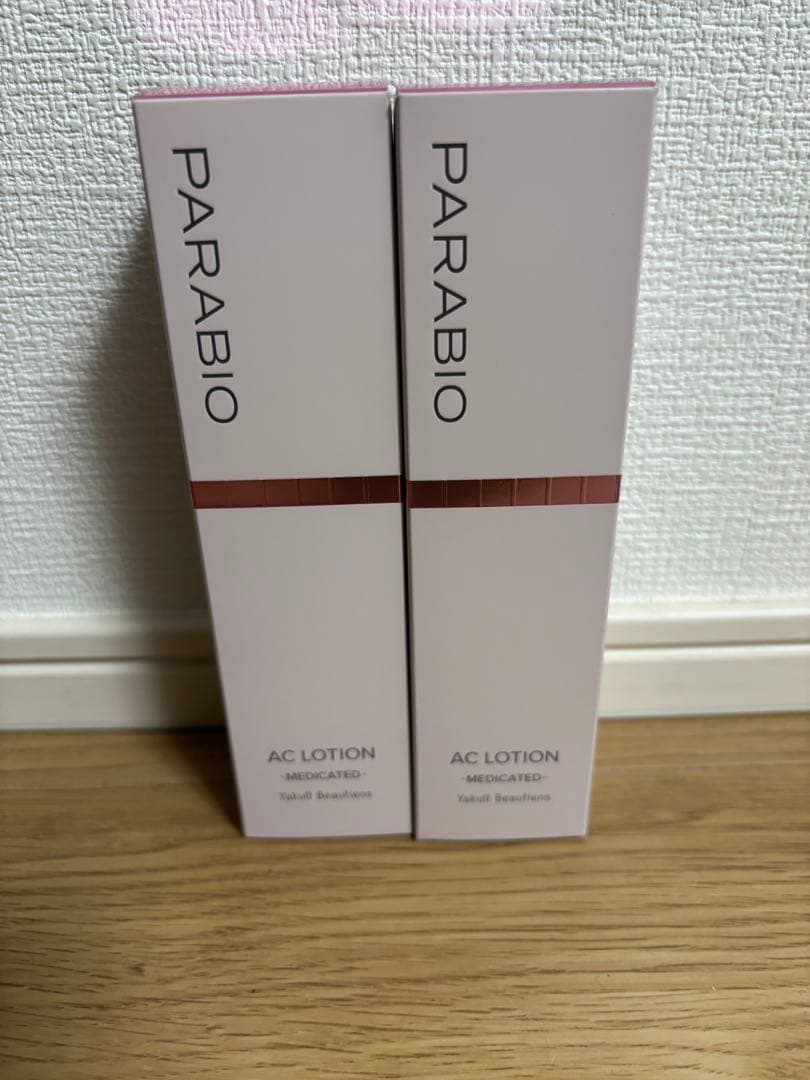 PARABIO
AC LOTION
-MEDICATED-
Yakult Beautiens
PARABIO
AC LOTION
-MEDICATED-
Yakult Beautiens